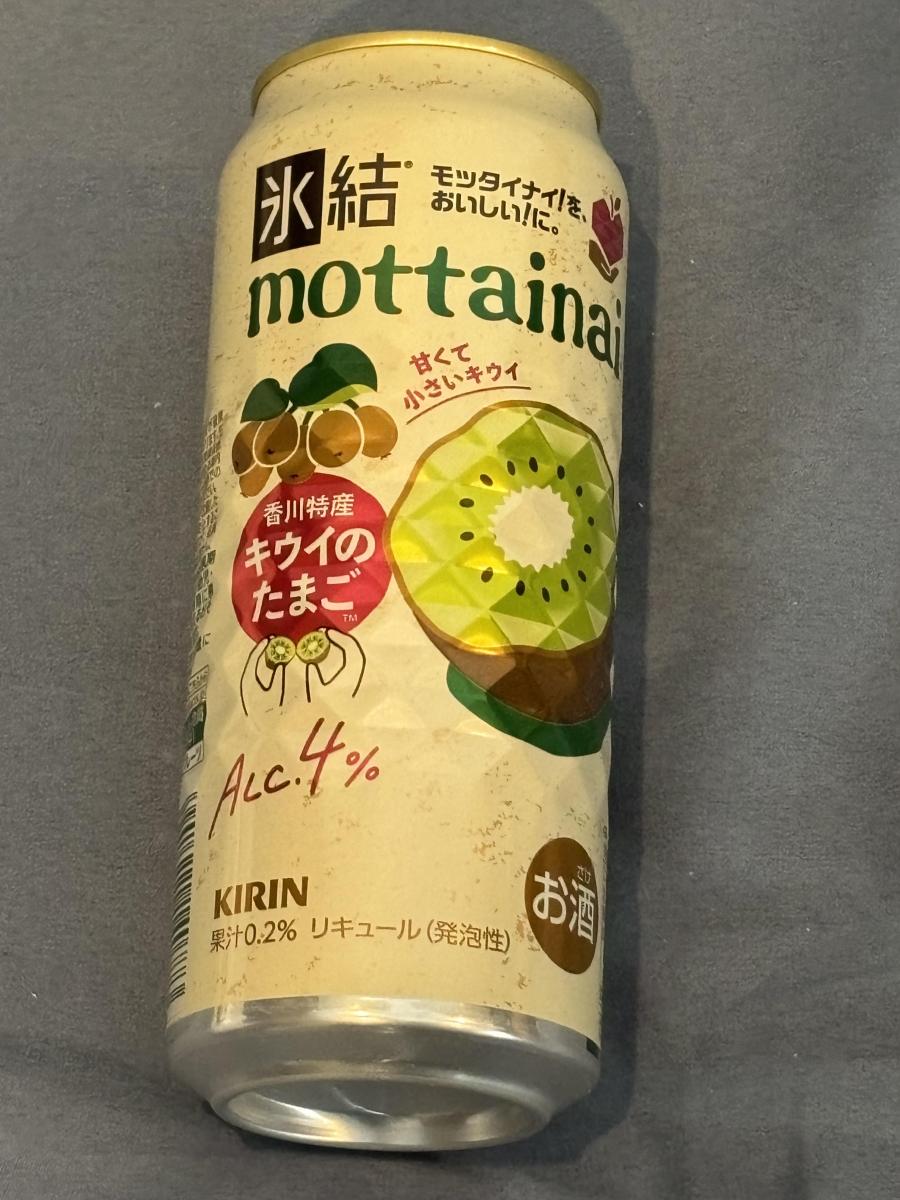 氷結®
モッタイナイ!を、
おいしい!に。
mottainai
甘くて
小さいキウイ
香川特産
キウイの
たまご™
ALC.4%
KIRIN
果汁0.2% リキュール(発泡性)
さけ
お酒